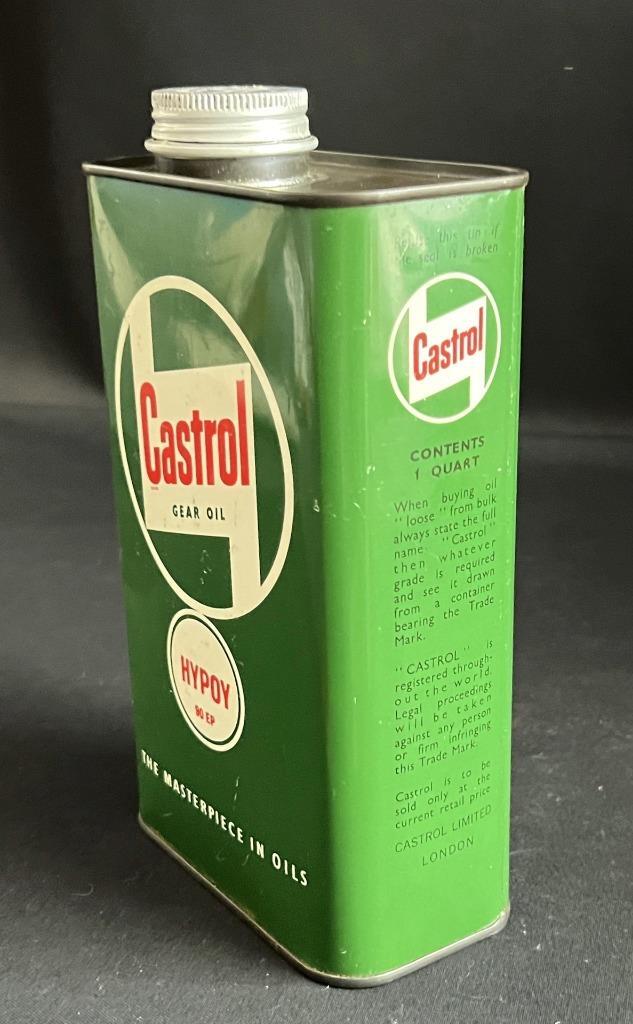 Castrol
GEAR OIL
HYPOY
90 EP
THE MASTERPIECE IN OILS
this tin if
seal is broken
Castrol
CONTENTS
1 QUART
When buying oil
"loose" from bulk
always state the full
name "Castrol"
then whatever
grade is required
and see it drawn
from a container
bearing the Trade
Mark.
"CASTROL" is
registered through-
out the world.
Legal proceedings
will be taken
against any person
or firm infringing
this Trade Mark.
Castrol is to be
sold only at the
current retail price
CASTROL LIMITED
LONDON